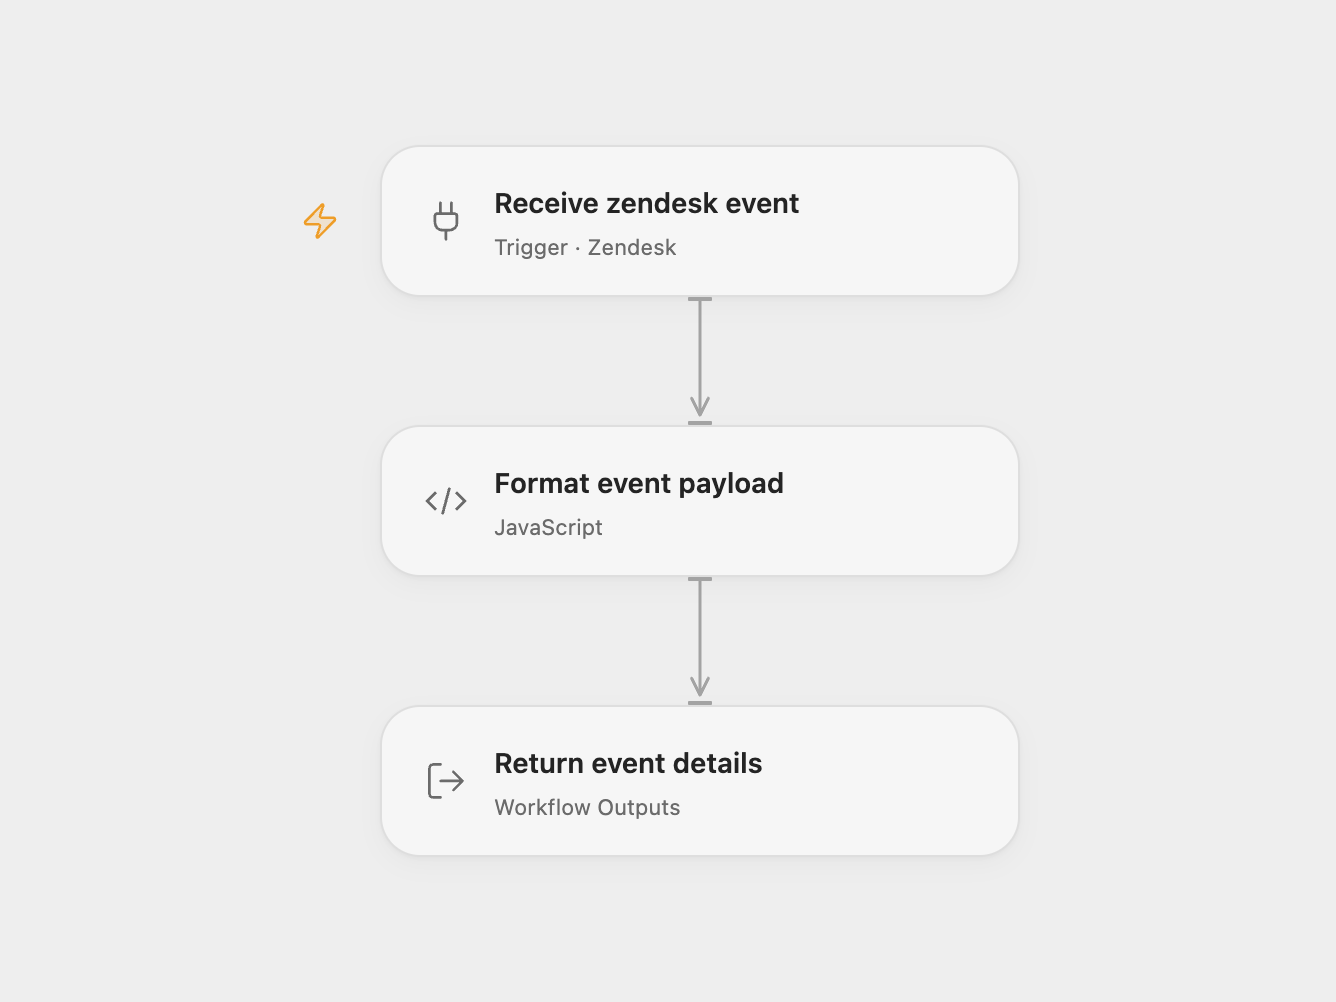 Receive zendesk event
Trigger · Zendesk
Format event payload
JavaScript
Return event details
Workflow Outputs